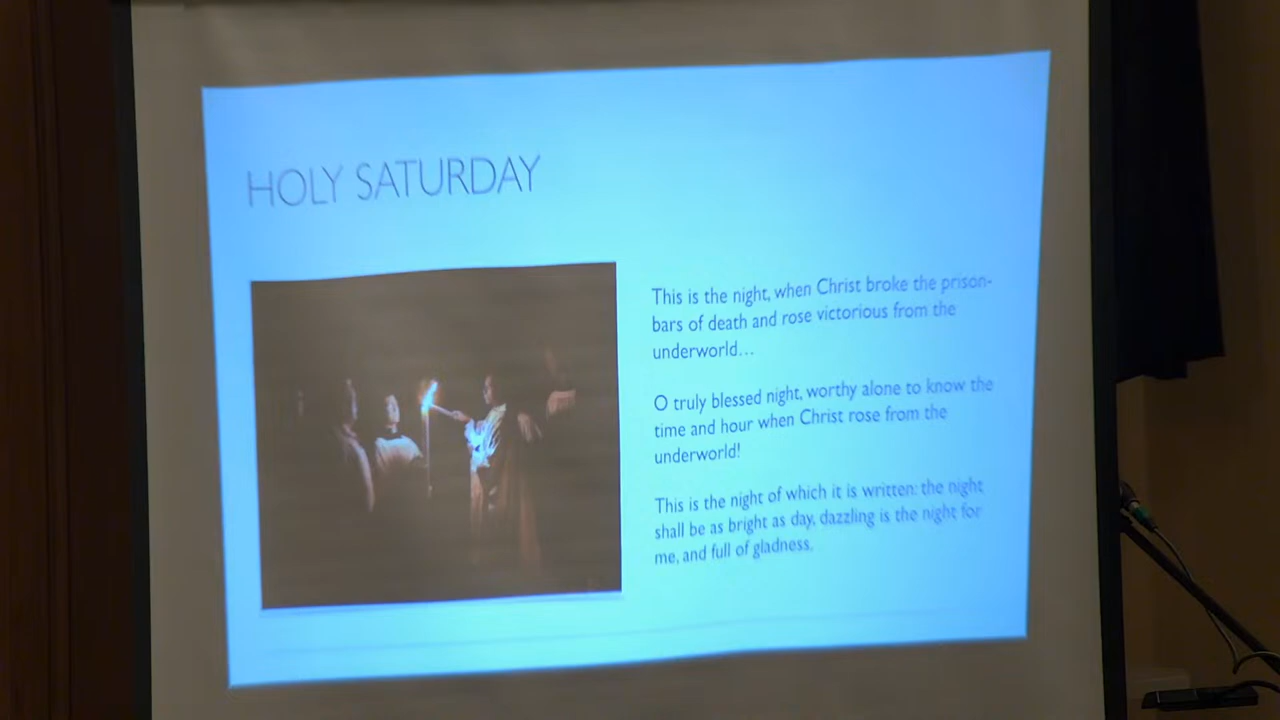 HOLY SATURDAY
This is the night, when Christ broke the prison-
bars of death and rose victorious from the
underworld…
O truly blessed night, worthy alone to know the
time and hour when Christ rose from the
underworld!
This is the night of which it is written: the night
shall be as bright as day, dazzling is the night for
me, and full of gladness.